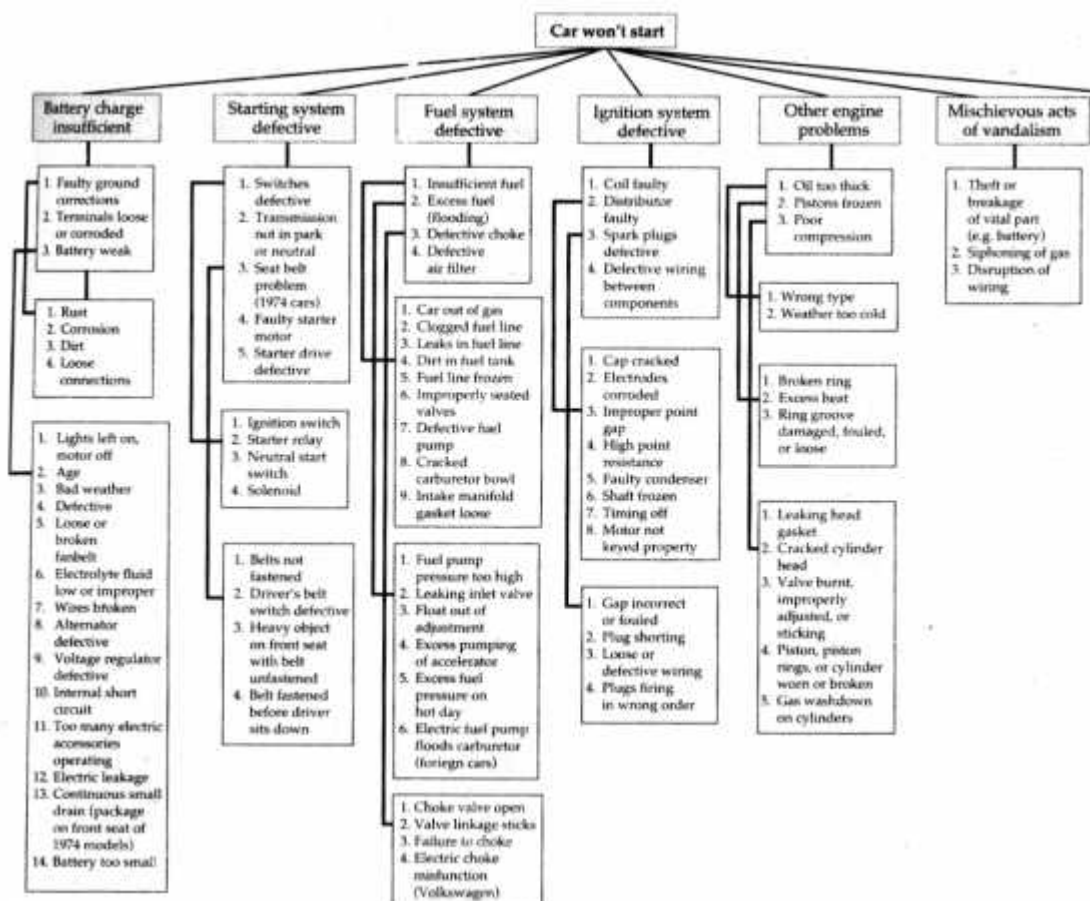 Car won't start
Battery charge
insufficient
1. Faulty ground
corrections
2. Terminals loose
or corroded
3. Battery weak
1. Rust
2. Corrosion
3. Dirt
4. Loose
connections
1. Lights left on,
motor off
2. Age
3. Bad weather
4. Defective
5. Loose or
broken
fanbelt
6. Electrolyte fluid
low or improper
7. Wires broken
8. Alternator
defective
9. Voltage regulator
defective
10. Internal short
circuit
11. Too many electric
acessories
operating
12. Electric leakage
13. Continuous small
drain (package
on front seat of
1974 models)
14. Battery too small
Starting system
defective
1. Switches
defective
2. Transmission
not in park
or neutral
3. Seat belt
problem
(1974 cars)
4. Faulty starter
motor
5. Starter drive
defective
1. Ignition switch
2. Starter relay
3. Neutral start
switch
4. Solenoid
1. Belts not
fastened
2. Driver's belt
switch defective
3. Heavy object
on front seat
with belt
unfastened
4. Belt fastened
before driver
sits down
Fuel system
defective
1. Insufficient fuel
2. Excess fuel
(flooding)
3. Defective choke
4. Defective
air filter
1. Car out of gas
2. Clogged fuel line
3. Leaks in fuel line
4. Dirt in fuel tank
5. Fuel line frozen
6. Improperly seated
valves
7. Defective fuel
pump
8. Cracked
carburetor bowl
9. Intake manifold
gasket loose
1. Fuel pump
pressure too high
2. Leaking inlet valve
3. Float out of
adjustment
4. Excess pumping
of accelerator
5. Excess fuel
pressure on
hot day
6. Electric fuel pump
floods carburetor
(foriegn cars)
1. Choke valve open
2. Valve linkage sticks
3. Failure to choke
4. Electric choke
minfunction
(Volkswagen)
Ignition system
defective
1. Coil faulty
2. Distributor
faulty
3. Spark plugs
defective
4. Defective wiring
between
components
1. Cap cracked
2. Electrodes
corroded
3. Improper point
gap
4. High point
resistance
5. Faulty condenser
6. Shaft frozen
7. Timing off
8. Motor not
keyed property
1. Gap incorrect
or fouled
2. Plug shorting
3. Loose or
defective wiring
4. Plugs firing
in wrong order
Other engine
problems
1. Oil too thick
2. Pistons frozen
3. Poor
compression
1. Wrong type
2. Weather too cold
1. Broken ring
2. Excess heat
3. Ring groove
damaged, fouled,
or loose
1. Leaking head
gasket
2. Cracked cylinder
head
3. Valve burnt,
improperly
adjusted, or
sticking
4. Piston, piston
rings, or cylinder
worn or broken
5. Gas washdown
on cylinders
Mischievous acts
of vandalism
1. Theft or
breakage
of vital part
(e.g. battery)
2. Siphoning of gas
3. Disruption of
wiring